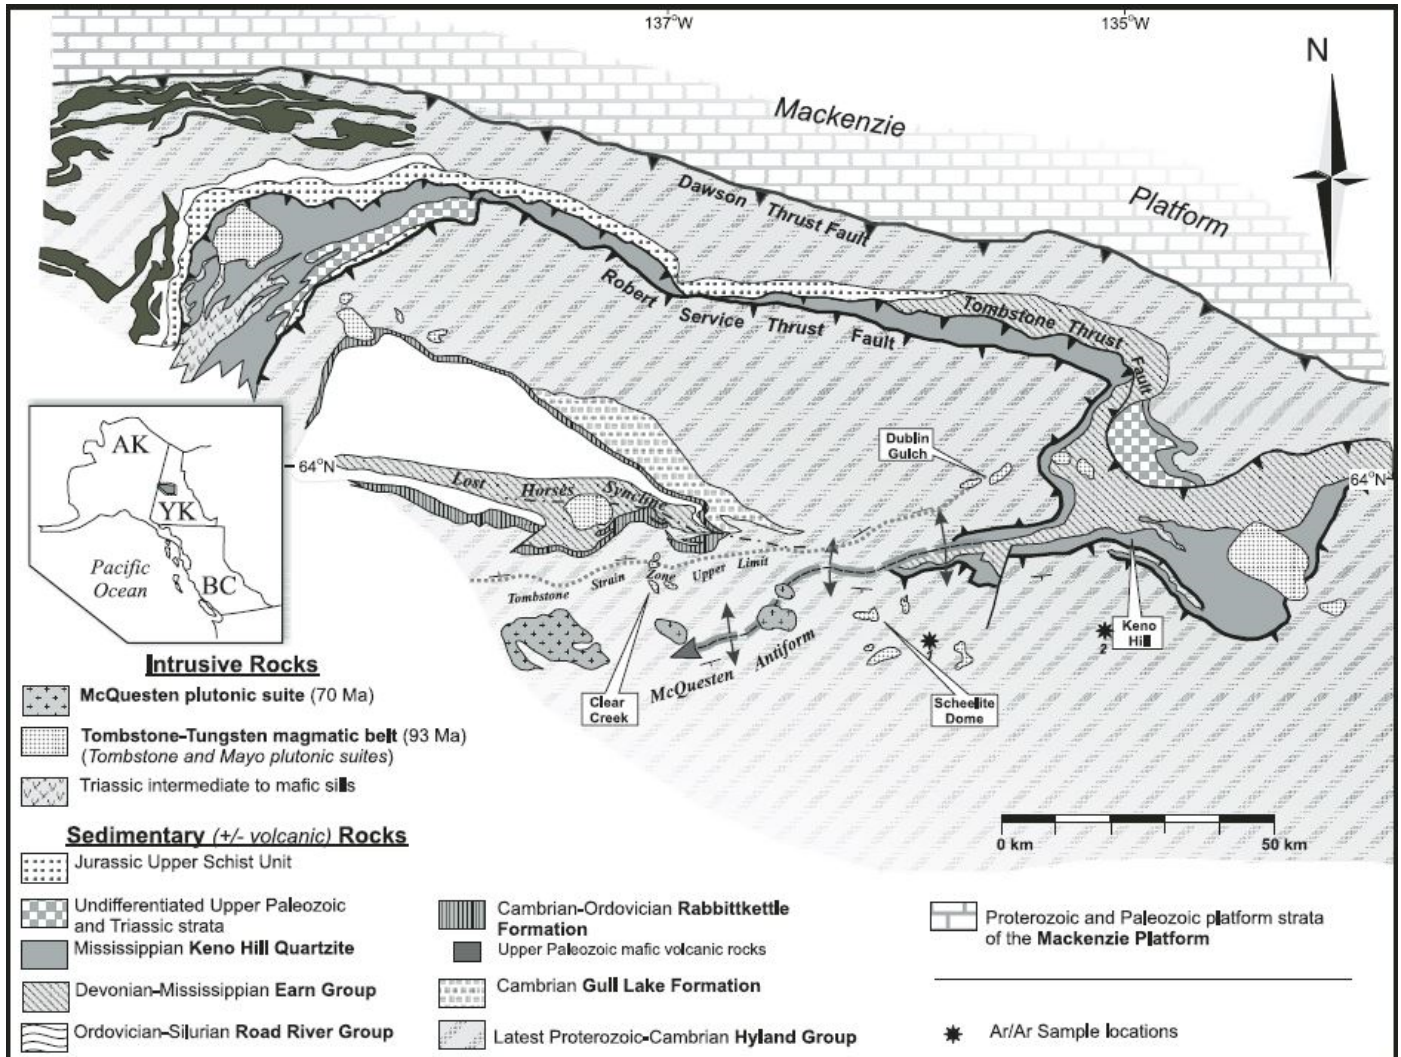 137°W
135°W
N
Mackenzie
Platform
Dawson Thrust Fault
Robert Service Thrust Fault
Tombstone Thrust Fault
64°N
64°N
Dublin
Gulch
Lost Horses Syncline
Tombstone Strain Zone Upper Limit
McQuesten Antiform
Clear
Creek
Scheelite
Dome
Keno
Hill
2
AK
YK
BC
Pacific
Ocean
0 km
50 km
Intrusive Rocks
McQuesten plutonic suite (70 Ma)
Tombstone-Tungsten magmatic belt (93 Ma)
(Tombstone and Mayo plutonic suites)
Triassic intermediate to mafic sills
Sedimentary (+/- volcanic) Rocks
Jurassic Upper Schist Unit
Undifferentiated Upper Paleozoic
and Triassic strata
Mississippian Keno Hill Quartzite
Devonian-Mississippian Earn Group
Ordovician-Silurian Road River Group
Cambrian-Ordovician Rabbittkettle
Formation
Upper Paleozoic mafic volcanic rocks
Cambrian Gull Lake Formation
Latest Proterozoic-Cambrian Hyland Group
Proterozoic and Paleozoic platform strata
of the Mackenzie Platform
Ar/Ar Sample locations